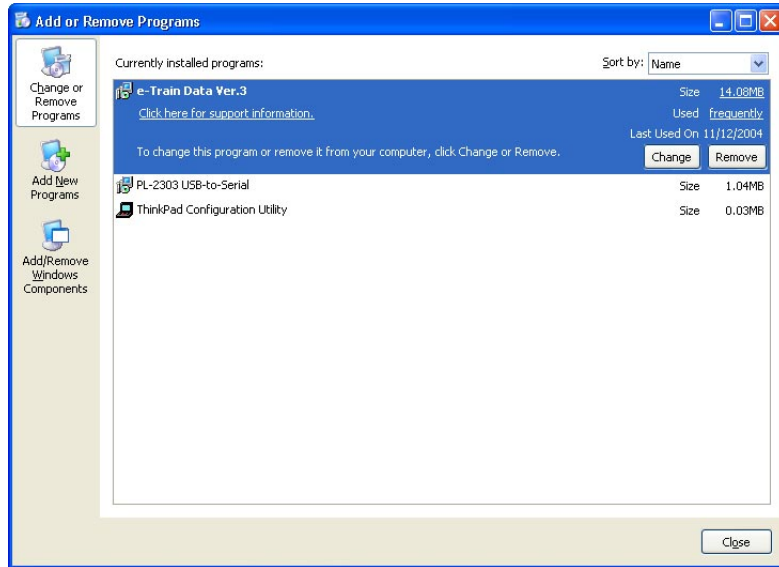 Add or Remove Programs
Change or
Remove
Programs
Add New
Programs
Add/Remove
Windows
Components
Currently installed programs:
Sort by: Name
e-Train Data Ver.3
Size 14.08MB
Click here for support information.
Used frequently
Last Used On 11/12/2004
To change this program or remove it from your computer, click Change or Remove.
Change Remove
PL-2303 USB-to-Serial
Size 1.04MB
ThinkPad Configuration Utility
Size 0.03MB
Close